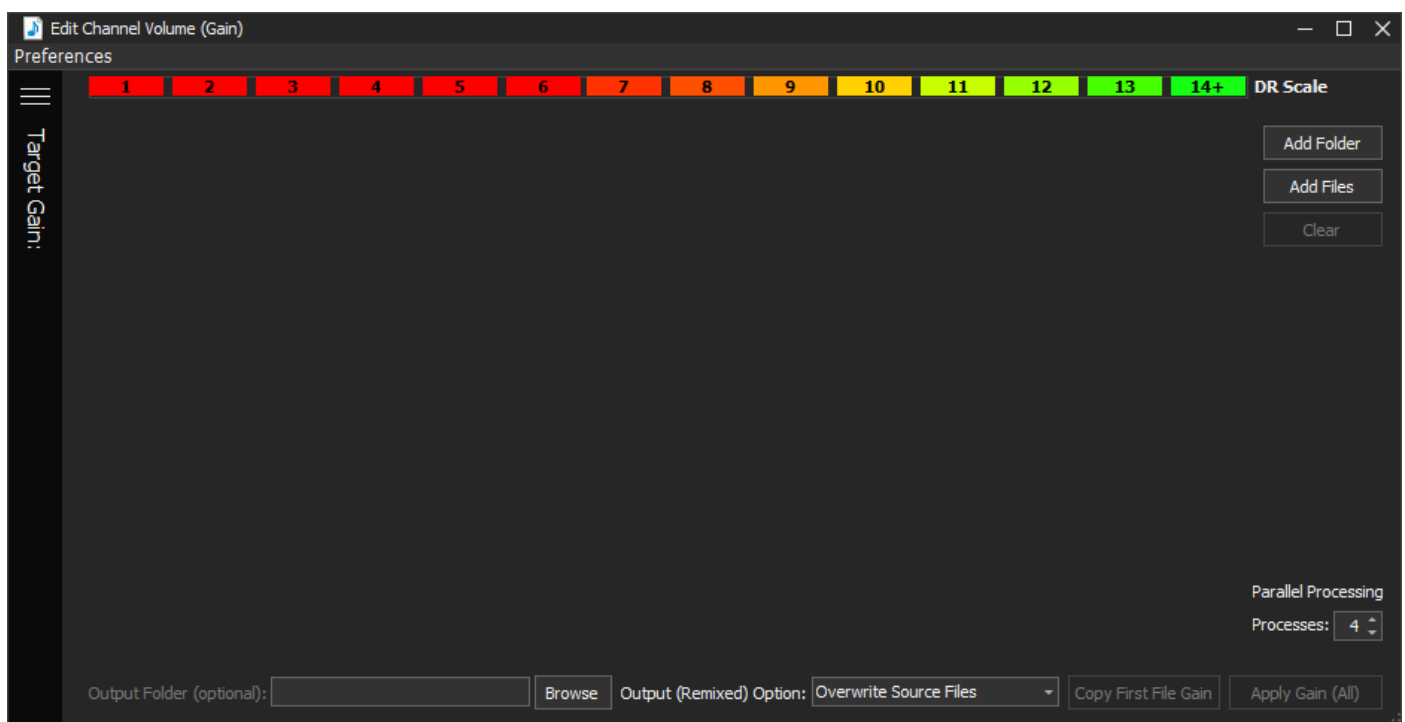 Edit Channel Volume (Gain)
Preferences
1 2 3 4 5 6 7 8 9 10 11 12 13 14+ DR Scale
Target Gain:
Add Folder
Add Files
Clear
Parallel Processing
Processes: 4
Output Folder (optional): Browse Output (Remixed) Option: Overwrite Source Files Copy First File Gain Apply Gain (All)